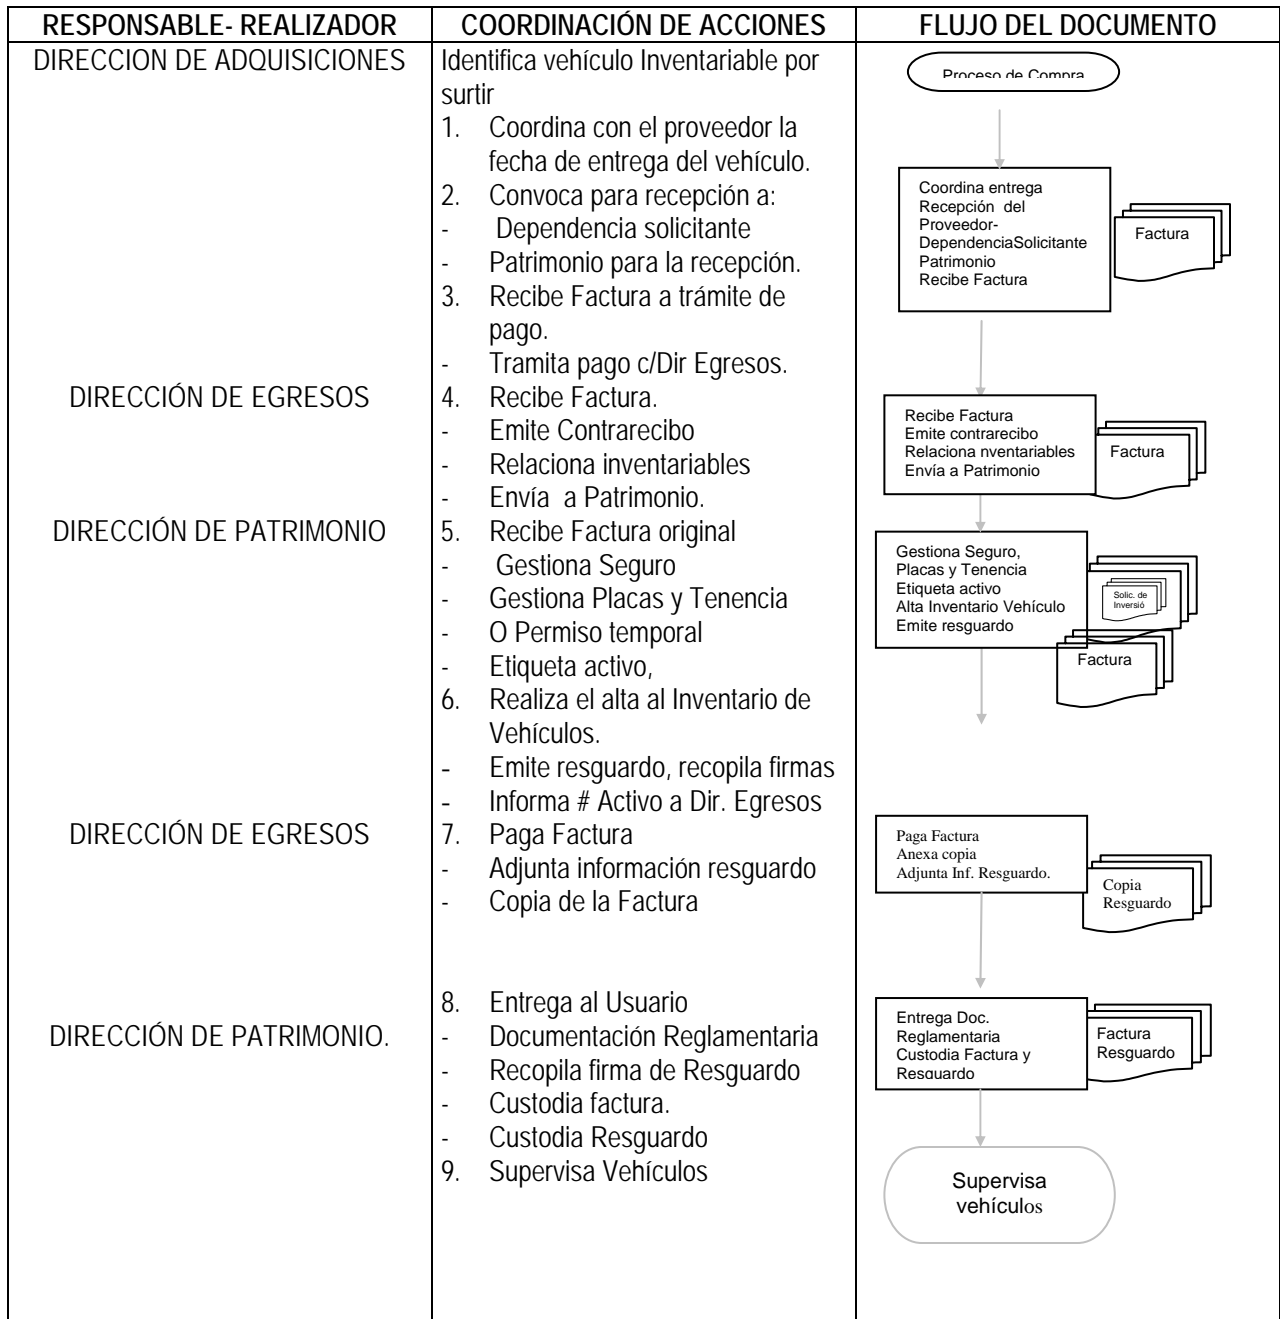 RESPONSABLE- REALIZADOR
COORDINACIÓN DE ACCIONES
FLUJO DEL DOCUMENTO
DIRECCION DE ADQUISICIONES
Identifica vehículo Inventariable por
surtir
1. Coordina con el proveedor la
fecha de entrega del vehículo.
2. Convoca para recepción a:
- Dependencia solicitante
- Patrimonio para la recepción.
3. Recibe Factura a trámite de
pago.
- Tramita pago c/Dir Egresos.
Proceso de Compra
Coordina entrega
Recepción del
Proveedor-
DependenciaSolicitante
Patrimonio
Recibe Factura
Factura
DIRECCIÓN DE EGRESOS
4. Recibe Factura.
- Emite Contrarecibo
- Relaciona inventariables
- Envía a Patrimonio.
Recibe Factura
Emite contrarecibo
Relaciona nventariables
Envía a Patrimonio
Factura
DIRECCIÓN DE PATRIMONIO
5. Recibe Factura original
- Gestiona Seguro
- Gestiona Placas y Tenencia
- O Permiso temporal
- Etiqueta activo,
6. Realiza el alta al Inventario de
Vehículos.
- Emite resguardo, recopila firmas
- Informa # Activo a Dir. Egresos
Gestiona Seguro,
Placas y Tenencia
Etiqueta activo
Alta Inventario Vehículo
Emite resguardo
Solic. de
Inversió
Factura
DIRECCIÓN DE EGRESOS
7. Paga Factura
- Adjunta información resguardo
- Copia de la Factura
Paga Factura
Anexa copia
Adjunta Inf. Resguardo.
Copia
Resguardo
DIRECCIÓN DE PATRIMONIO.
8. Entrega al Usuario
- Documentación Reglamentaria
- Recopila firma de Resguardo
- Custodia factura.
- Custodia Resguardo
9. Supervisa Vehículos
Entrega Doc.
Reglamentaria
Custodia Factura y
Resguardo
Factura
Resguardo
Supervisa
vehículos